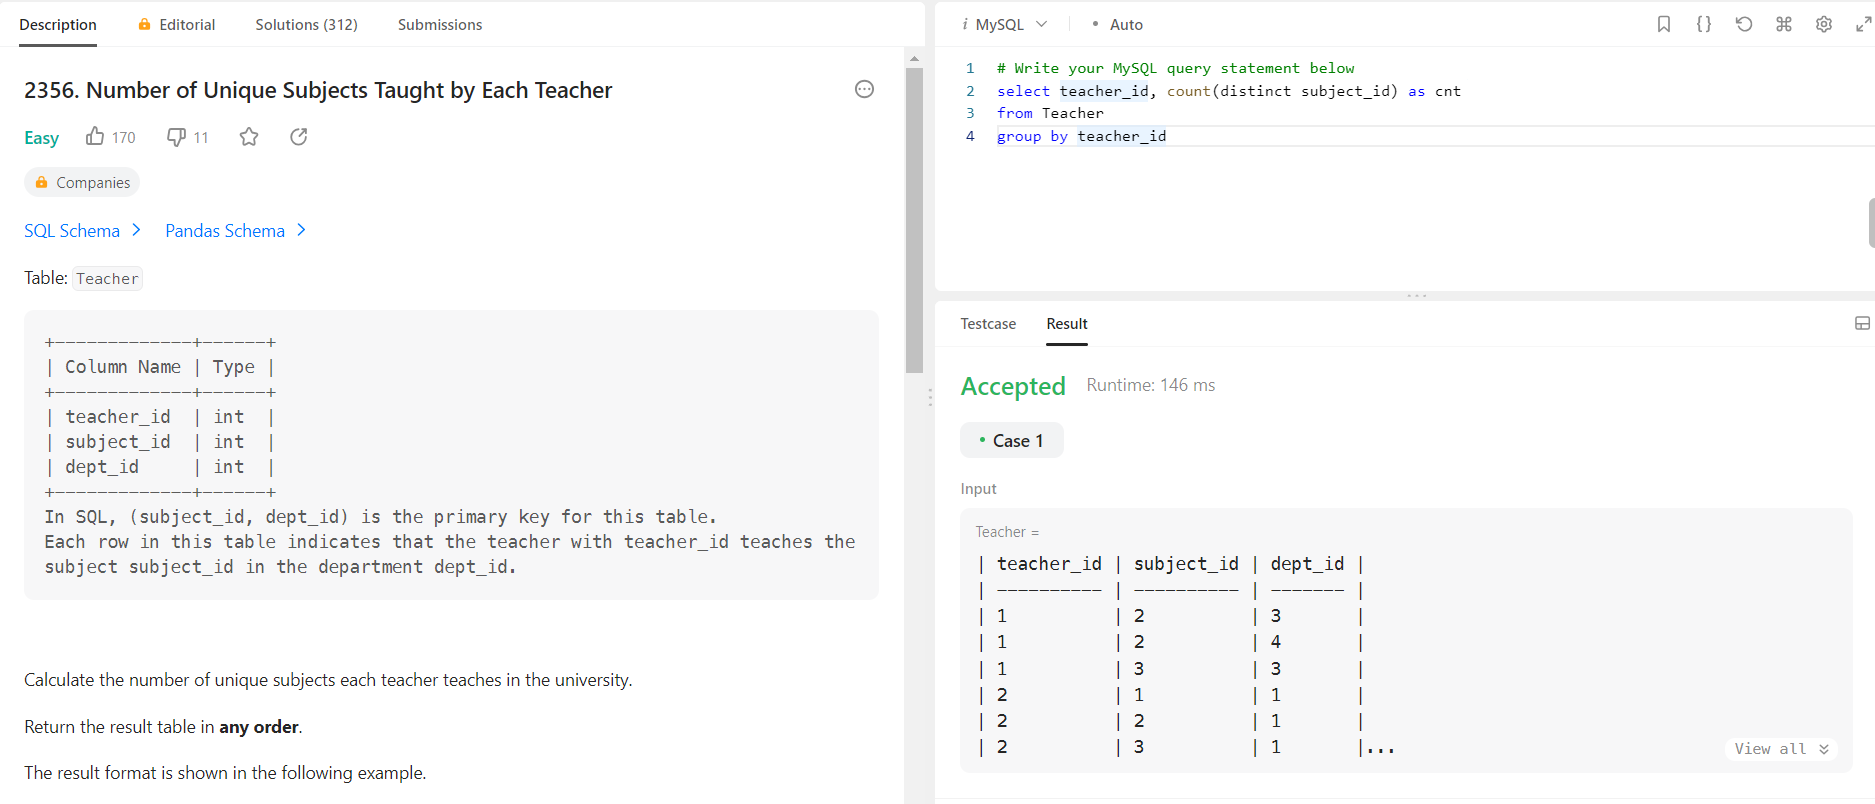 Description
Editorial
Solutions (312)
Submissions
2356. Number of Unique Subjects Taught by Each Teacher
Easy 170 11
Companies
SQL Schema
Pandas Schema
Table: Teacher
+-------------+------+
| Column Name | Type |
+-------------+------+
| teacher_id  | int  |
| subject_id  | int  |
| dept_id     | int  |
+-------------+------+
In SQL, (subject_id, dept_id) is the primary key for this table.
Each row in this table indicates that the teacher with teacher_id teaches the
subject subject_id in the department dept_id.
Calculate the number of unique subjects each teacher teaches in the university.
Return the result table in any order.
The result format is shown in the following example.
i MySQL • Auto
1 # Write your MySQL query statement below
2 select teacher_id, count(distinct subject_id) as cnt
3 from Teacher
4 group by teacher_id
Testcase
Result
Accepted Runtime: 146 ms
• Case 1
Input
Teacher =
| teacher_id | subject_id | dept_id |
| ---------- | ---------- | ------- |
| 1          | 2          | 3       |
| 1          | 2          | 4       |
| 1          | 3          | 3       |
| 2          | 1          | 1       |
| 2          | 2          | 1       |
| 2          | 3          | 1       |...
View all